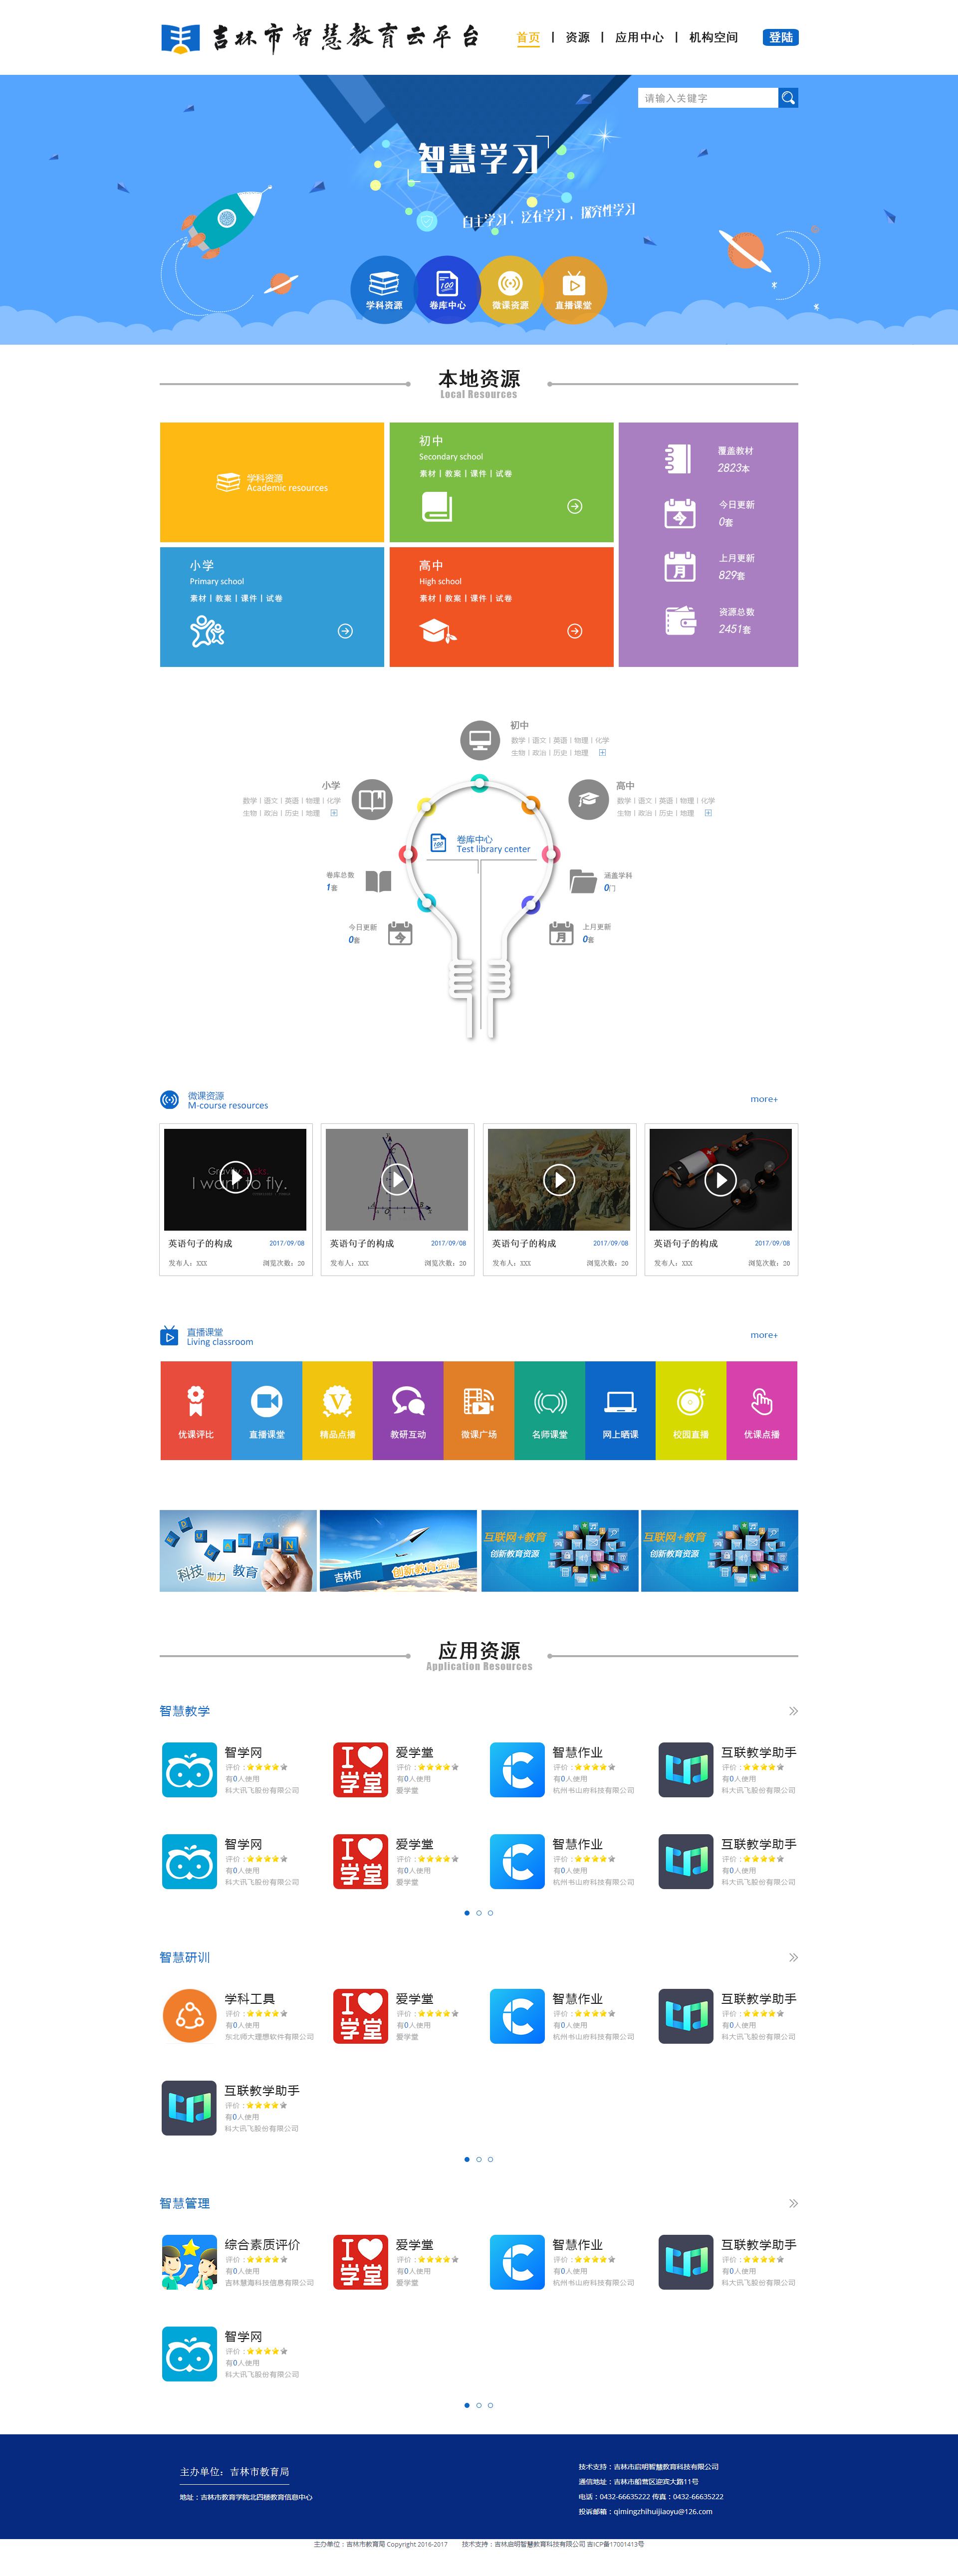 吉林市智慧教育云平台
首页 | 资源 | 应用中心 | 机构空间 登陆
请输入关键字
智慧学习
自主学习，泛在学习，探究性学习
学科资源 卷库中心 微课资源 直播课堂
本地资源
Local Resources
学科资源
Academic resources
初中
Secondary school
素材 | 教案 | 课件 | 试卷
小学
Primary school
素材 | 教案 | 课件 | 试卷
高中
High school
素材 | 教案 | 课件 | 试卷
覆盖教材
2823本
今日更新
0套
上月更新
829套
资源总数
2451套
初中
数学 | 语文 | 英语 | 物理 | 化学
生物 | 政治 | 历史 | 地理
小学
数学 | 语文 | 英语 | 物理 | 化学
生物 | 政治 | 历史 | 地理
高中
数学 | 语文 | 英语 | 物理 | 化学
生物 | 政治 | 历史 | 地理
卷库中心
Test library center
卷库总数
1套
涵盖学科
0门
今日更新
0套
上月更新
0套
微课资源
M-course resources
more+
I want to fly.
英语句子的构成 2017/09/08
发布人：XXX 浏览次数：20
英语句子的构成 2017/09/08
发布人：XXX 浏览次数：20
英语句子的构成 2017/09/08
发布人：XXX 浏览次数：20
英语句子的构成 2017/09/08
发布人：XXX 浏览次数：20
直播课堂
Living classroom
more+
优课评比 直播课堂 精品点播 教研互动 微课广场 名师课堂 网上晒课 校园直播 优课点播
科技 助力 教育
吉林市 创新教育资源
互联网+教育
创新教育资源
互联网+教育
创新教育资源
应用资源
Application Resources
智慧教学
智学网
评价：
有0人使用
科大讯飞股份有限公司
爱学堂
评价：
有0人使用
爱学堂
智慧作业
评价：
有0人使用
杭州书山府科技有限公司
互联教学助手
评价：
有0人使用
科大讯飞股份有限公司
智学网
评价：
有0人使用
科大讯飞股份有限公司
爱学堂
评价：
有0人使用
爱学堂
智慧作业
评价：
有0人使用
杭州书山府科技有限公司
互联教学助手
评价：
有0人使用
科大讯飞股份有限公司
智慧研训
学科工具
评价：
有0人使用
东北师大理想软件有限公司
爱学堂
评价：
有0人使用
爱学堂
智慧作业
评价：
有0人使用
杭州书山府科技有限公司
互联教学助手
评价：
有0人使用
科大讯飞股份有限公司
互联教学助手
评价：
有0人使用
科大讯飞股份有限公司
智慧管理
综合素质评价
评价：
有0人使用
吉林慧海科技信息有限公司
爱学堂
评价：
有0人使用
爱学堂
智慧作业
评价：
有0人使用
杭州书山府科技有限公司
互联教学助手
评价：
有0人使用
科大讯飞股份有限公司
智学网
评价：
有0人使用
科大讯飞股份有限公司
主办单位：吉林市教育局
地址：吉林市教育学院北四楼教育信息中心
技术支持：吉林市启明智慧教育科技有限公司
通信地址：吉林市船营区迎宾大路11号
电话：0432-66635222 传真：0432-66635222
投诉邮箱：qimingzhihuijiaoyu@126.com
主办单位：吉林市教育局 Copyright 2016-2017 技术支持：吉林启明智慧教育科技有限公司 吉ICP备17001413号